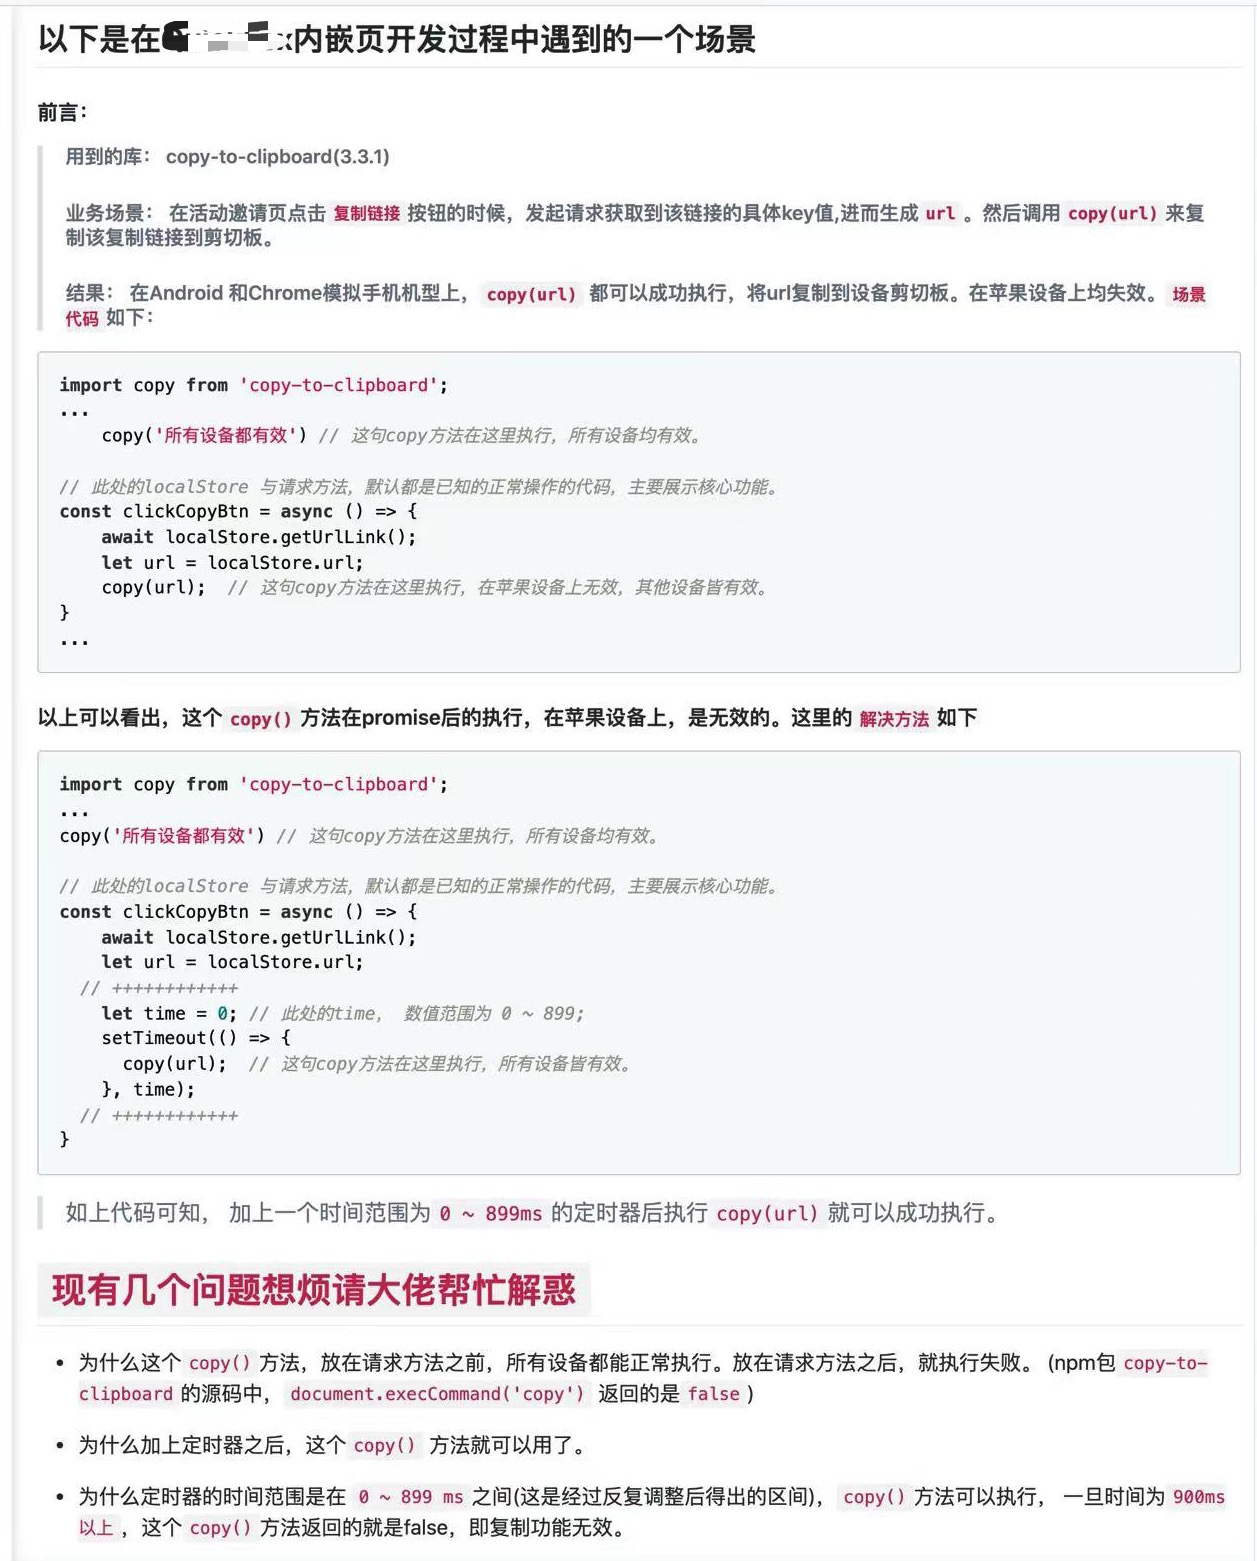 以下是在x内嵌页开发过程中遇到的一个场景
前言：
用到的库： copy-to-clipboard(3.3.1)
业务场景： 在活动邀请页点击 复制链接 按钮的时候，发起请求获取到该链接的具体key值,进而生成 url 。然后调用 copy(url) 来复
制该复制链接到剪切板。
结果： 在Android 和Chrome模拟手机机型上， copy(url) 都可以成功执行，将url复制到设备剪切板。在苹果设备上均失效。 场景
代码 如下：
import copy from 'copy-to-clipboard';
...
copy('所有设备都有效') // 这句copy方法在这里执行，所有设备均有效。
// 此处的localStore 与请求方法，默认都是已知的正常操作的代码，主要展示核心功能。
const clickCopyBtn = async () => {
await localStore.getUrlLink();
let url = localStore.url;
copy(url); // 这句copy方法在这里执行，在苹果设备上无效，其他设备皆有效。
}
...
以上可以看出，这个 copy() 方法在promise后的执行，在苹果设备上，是无效的。这里的 解决方法 如下
import copy from 'copy-to-clipboard';
...
copy('所有设备都有效') // 这句copy方法在这里执行，所有设备均有效。
// 此处的localStore 与请求方法，默认都是已知的正常操作的代码，主要展示核心功能。
const clickCopyBtn = async () => {
await localStore.getUrlLink();
let url = localStore.url;
// ++++++++++++
let time = 0; // 此处的time， 数值范围为 0 ~ 899;
setTimeout(() => {
copy(url); // 这句copy方法在这里执行，所有设备皆有效。
}, time);
// ++++++++++++
}
如上代码可知， 加上一个时间范围为 0 ~ 899ms 的定时器后执行 copy(url) 就可以成功执行。
现有几个问题想烦请大佬帮忙解惑
• 为什么这个 copy() 方法，放在请求方法之前，所有设备都能正常执行。放在请求方法之后，就执行失败。 (npm包 copy-to-
clipboard 的源码中， document.execCommand('copy') 返回的是 false )
• 为什么加上定时器之后，这个 copy() 方法就可以用了。
• 为什么定时器的时间范围是在 0 ~ 899 ms 之间(这是经过反复调整后得出的区间)， copy() 方法可以执行， 一旦时间为 900ms
以上 ，这个 copy() 方法返回的就是false，即复制功能无效。